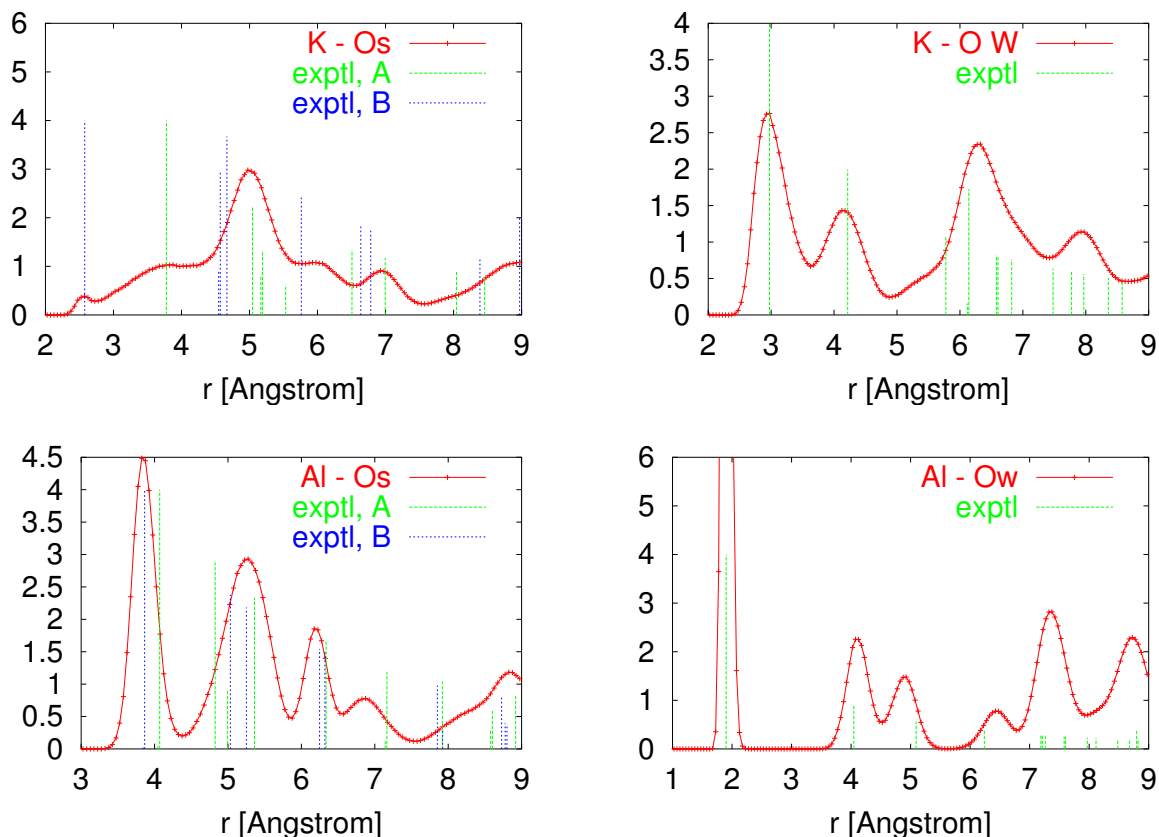 6
5
4
3
2
1
0
K - Os
exptl, A
exptl, B
2 3 4 5 6 7 8 9
r [Angstrom]
4
3.5
3
2.5
2
1.5
1
0.5
0
K - O W
exptl
2 3 4 5 6 7 8 9
r [Angstrom]
4.5
4
3.5
3
2.5
2
1.5
1
0.5
0
Al - Os
exptl, A
exptl, B
3 4 5 6 7 8 9
r [Angstrom]
6
5
4
3
2
1
0
Al - Ow
exptl
1 2 3 4 5 6 7 8 9
r [Angstrom]